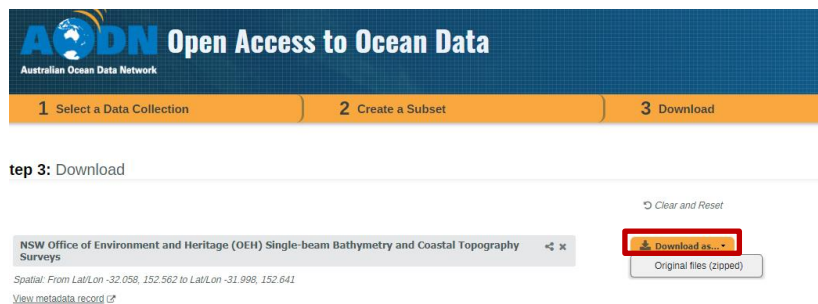 AODN Open Access to Ocean Data
Australian Ocean Data Network
1 Select a Data Collection
2 Create a Subset
3 Download
tep 3: Download
Clear and Reset
NSW Office of Environment and Heritage (OEH) Single-beam Bathymetry and Coastal Topography
Surveys
Download as...
Original files (zipped)
Spatial: From Lat/Lon -32.058, 152.562 to Lat/Lon -31.998, 152.641
View metadata record